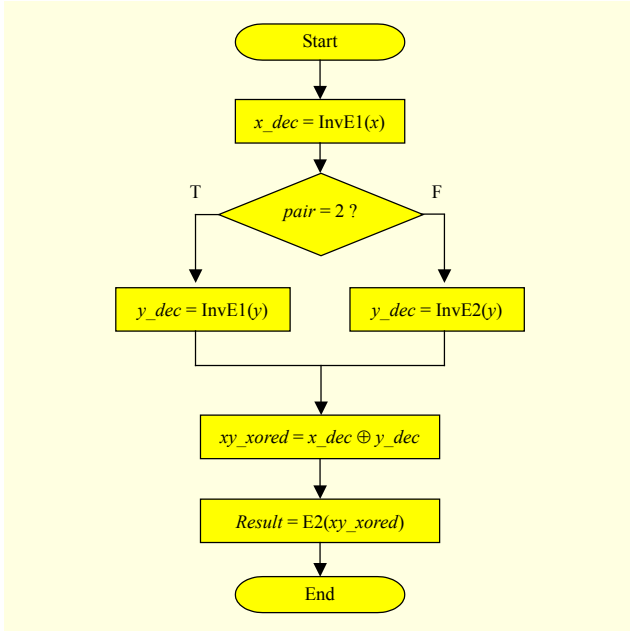 Start
x_dec = InvE1(x)
T
F
pair = 2 ?
y_dec = InvE1(y)
y_dec = InvE2(y)
xy_xored = x_dec ⊕ y_dec
Result = E2(xy_xored)
End